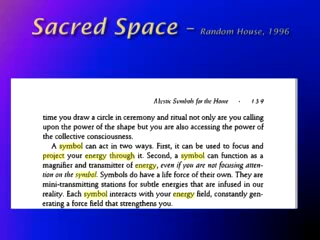 Sacred Space – Random House, 1996
Mystic Symbols for the Home • 159
time you draw a circle in ceremony and ritual not only are you calling
upon the power of the shape but you are also accessing the power of
the collective consciousness.
A symbol can act in two ways. First, it can be used to focus and
project your energy through it. Second, a symbol can function as a
magnifier and transmitter of energy, even if you are not focusing atten-
tion on the symbol. Symbols do have a life force of their own. They are
mini-transmitting stations for subtle energies that are infused in our
reality. Each symbol interacts with your energy field, constantly gen-
erating a force field that strengthens you.